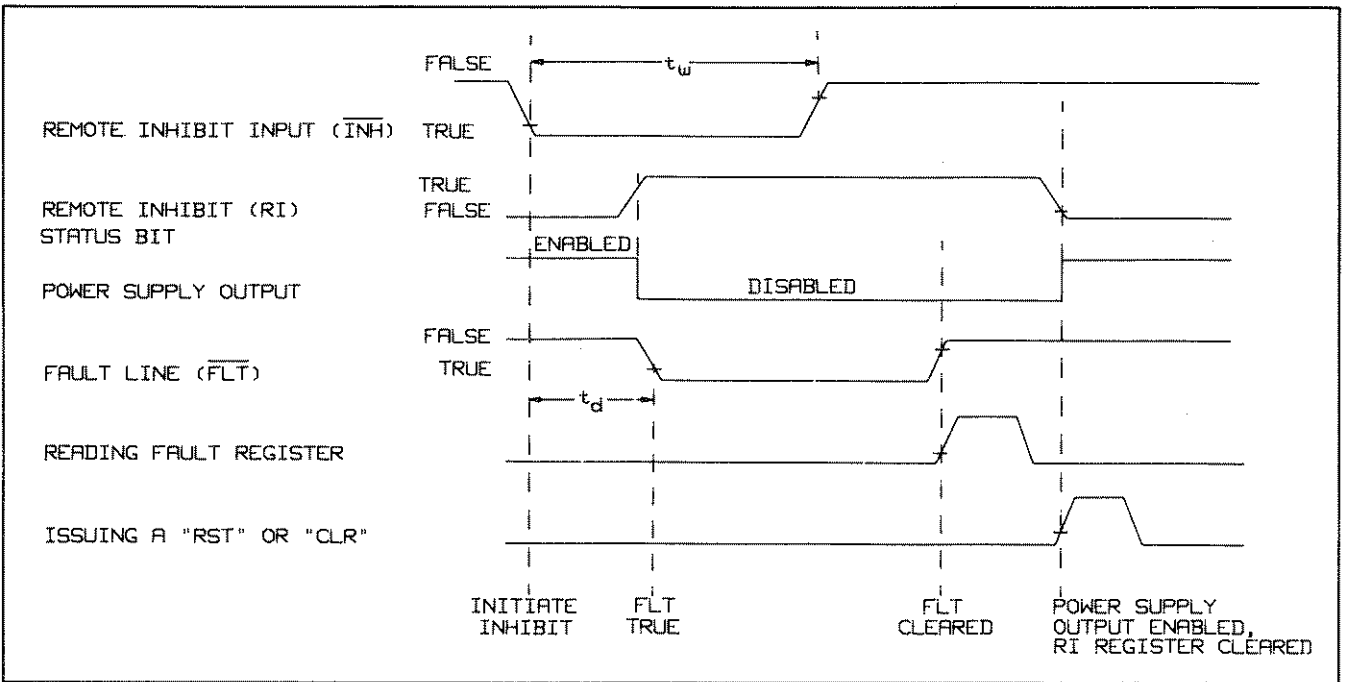 FALSE
t_w
REMOTE INHIBIT INPUT (I̅N̅H̅) TRUE
TRUE
REMOTE INHIBIT (RI) FALSE
STATUS BIT
ENABLED
POWER SUPPLY OUTPUT
DISABLED
FALSE
FAULT LINE (F̅L̅T̅) TRUE
t_d
READING FAULT REGISTER
ISSUING A "RST" OR "CLR"
INITIATE
INHIBIT
FLT
TRUE
FLT
CLEARED
POWER SUPPLY
OUTPUT ENABLED,
RI REGISTER CLEARED